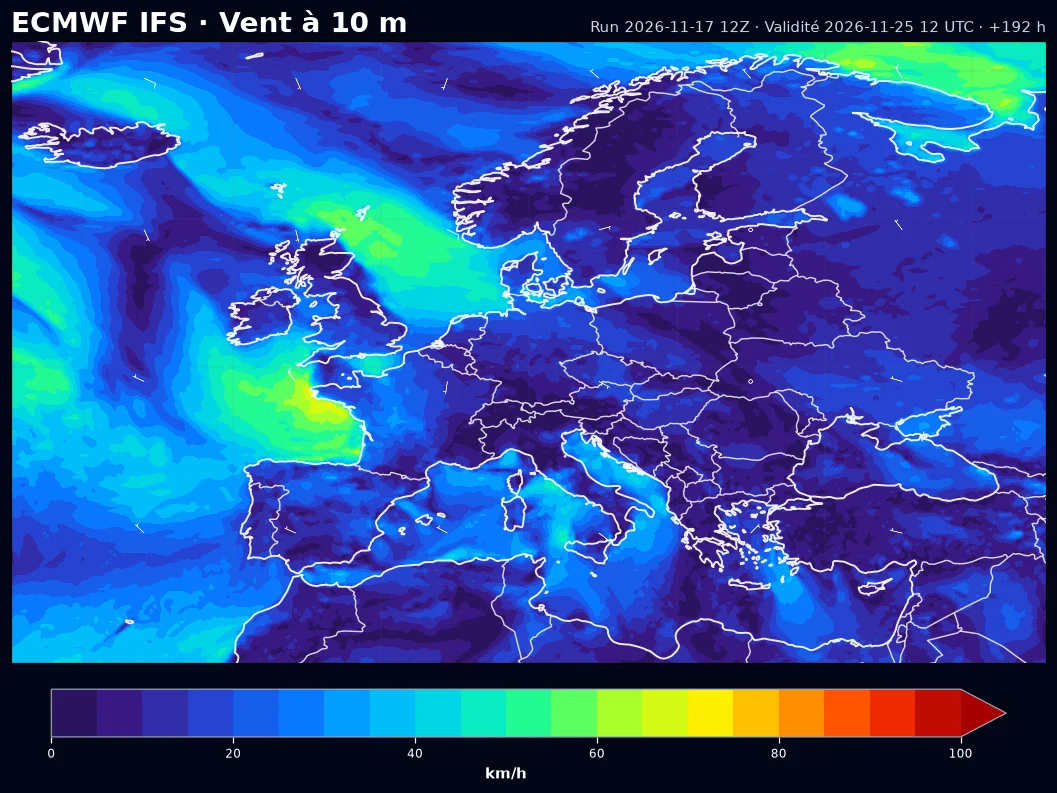 ECMWF IFS · Vent à 10 m
Run 2026-11-17 12Z · Validité 2026-11-25 12 UTC · +192 h
0 20 40 60 80 100
km/h